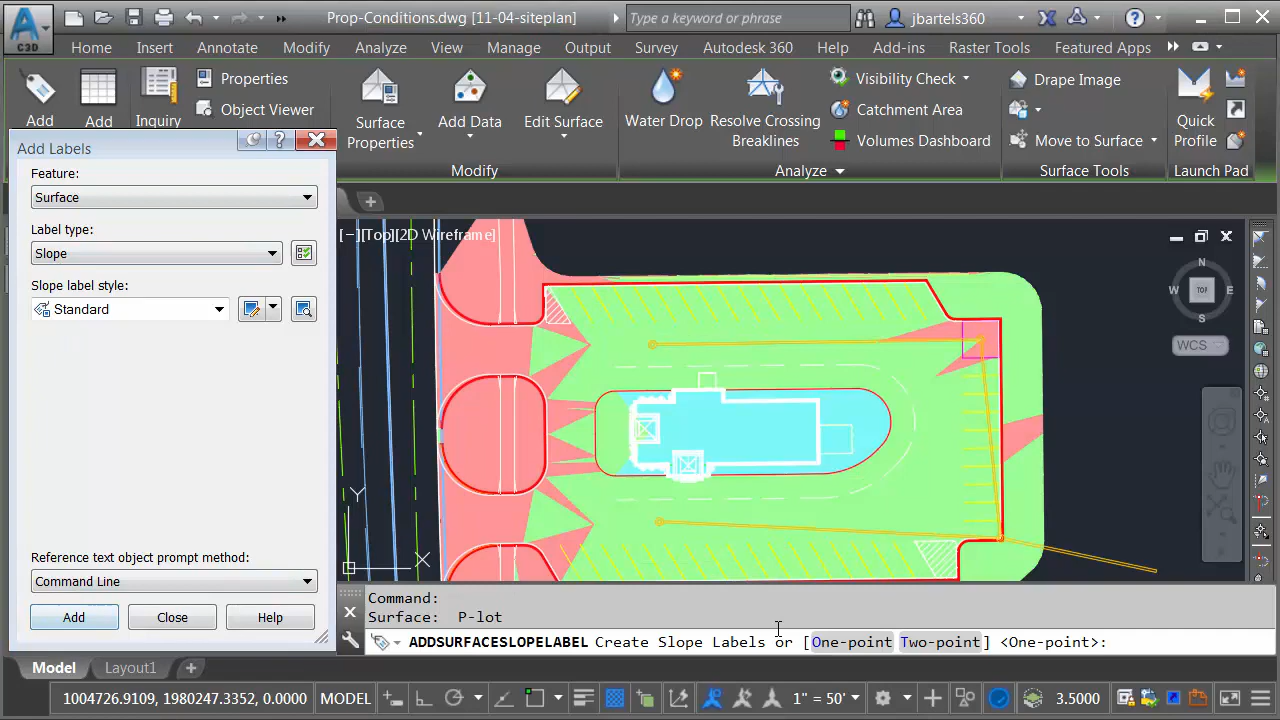 C3D
Prop-Conditions.dwg [11-04-siteplan]
Type a keyword or phrase
jbartels360
Home Insert Annotate Modify Analyze View Manage Output Survey Autodesk 360 Help Add-ins Raster Tools Featured Apps
Add
Add
Inquiry
Properties
Object Viewer
Surface
Properties
Add Data
Edit Surface
Modify
Water Drop
Resolve Crossing
Breaklines
Visibility Check
Catchment Area
Volumes Dashboard
Analyze
Drape Image
Move to Surface
Surface Tools
Quick
Profile
Launch Pad
Add Labels
Feature:
Surface
Label type:
Slope
Slope label style:
Standard
Reference text object prompt method:
Command Line
Add Close Help
[−][Top][2D Wireframe]
N
W TOP E
S
WCS
Y
X
Command:
Surface: P-lot
ADDSURFACESLOPELABEL Create Slope Labels or [One-point Two-point] <One-point>:
Model Layout1
1004726.9109, 1980247.3352, 0.0000 MODEL 1" = 50' 3.5000